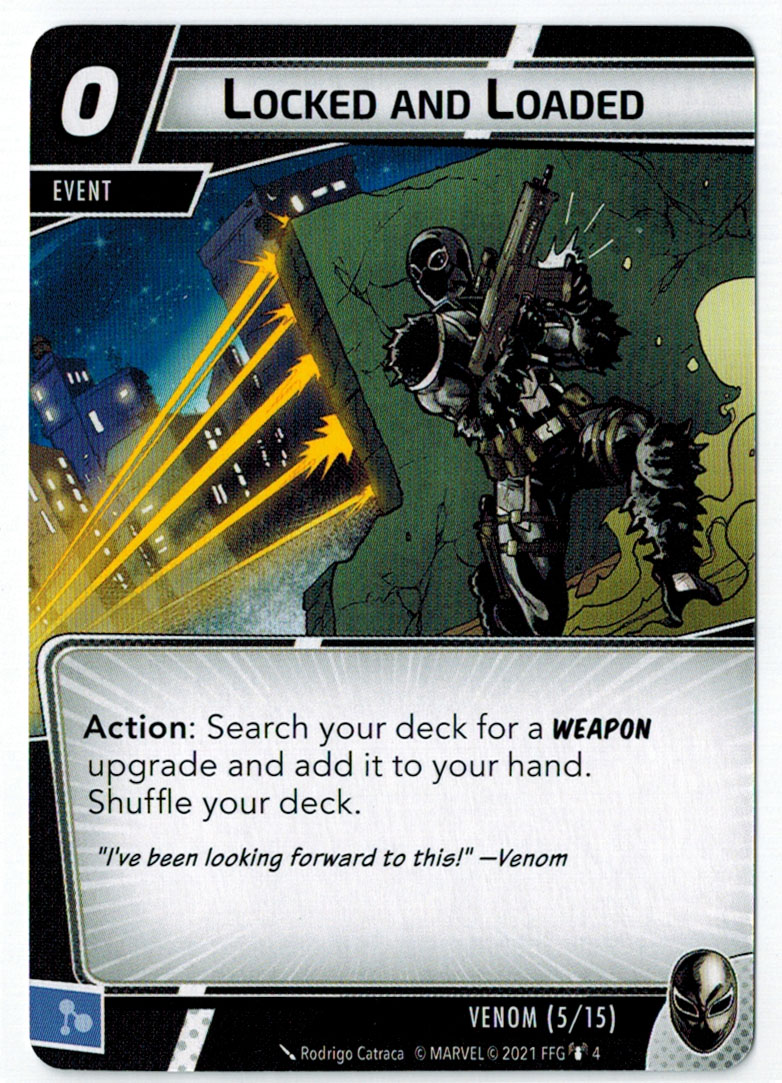 0
LOCKED AND LOADED
EVENT
Action: Search your deck for a WEAPON
upgrade and add it to your hand.
Shuffle your deck.
"I've been looking forward to this!" —Venom
VENOM (5/15)
Rodrigo Catraca © MARVEL © 2021 FFG 4